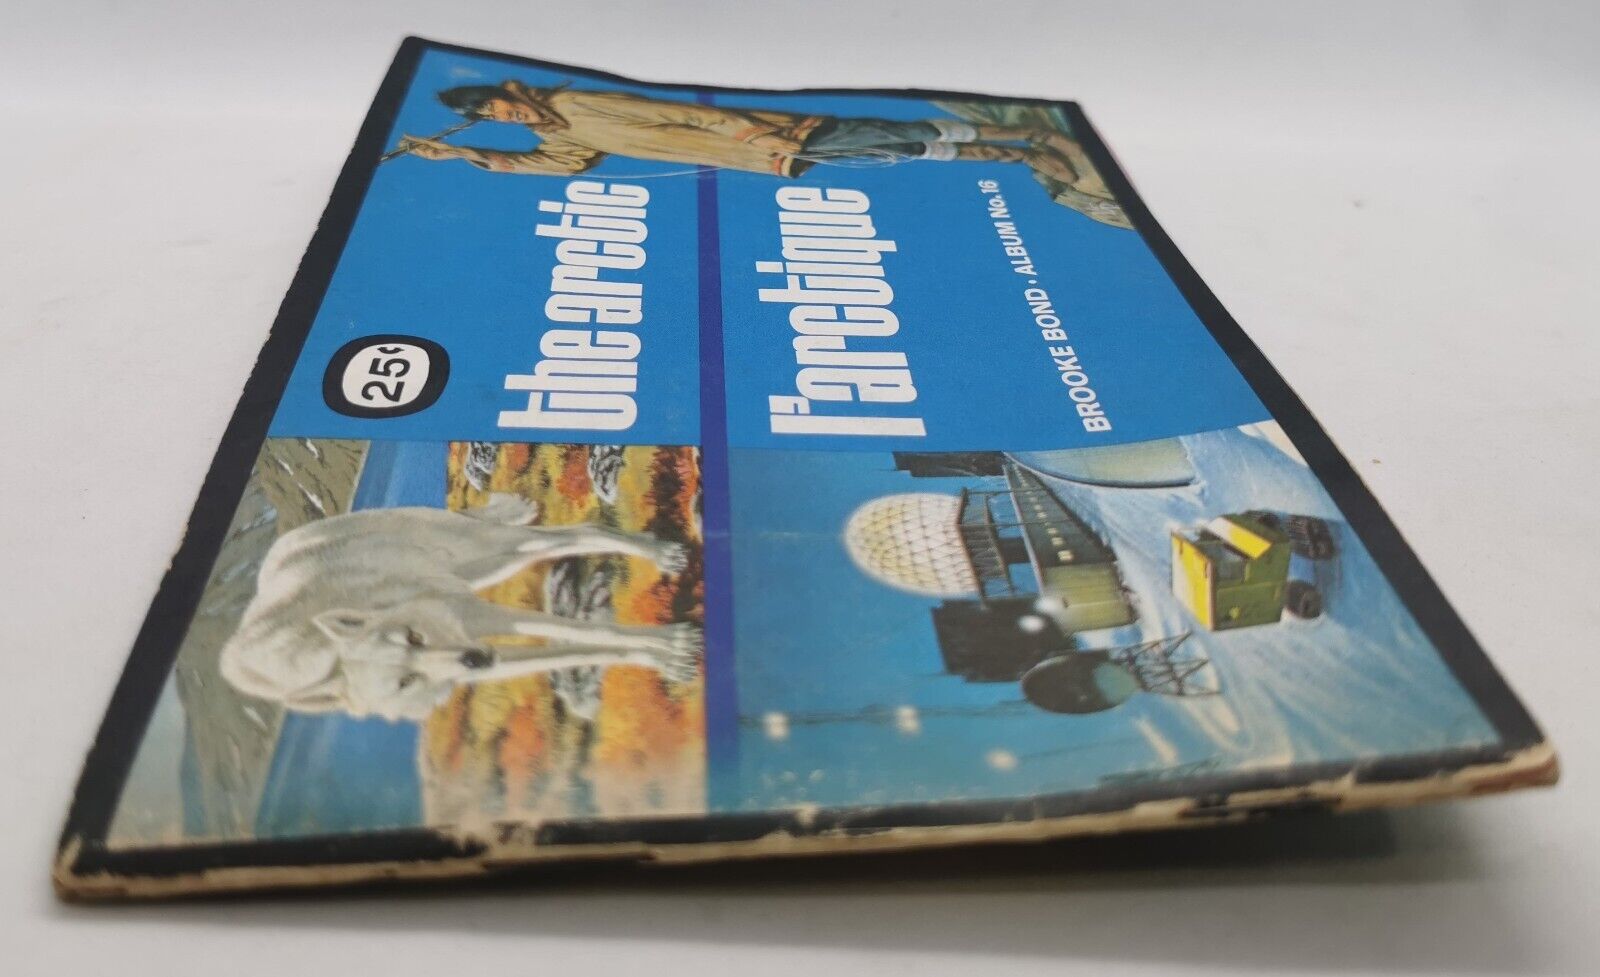 25¢
the arctic
l'arctique
BROOKE BOND • ALBUM No. 16